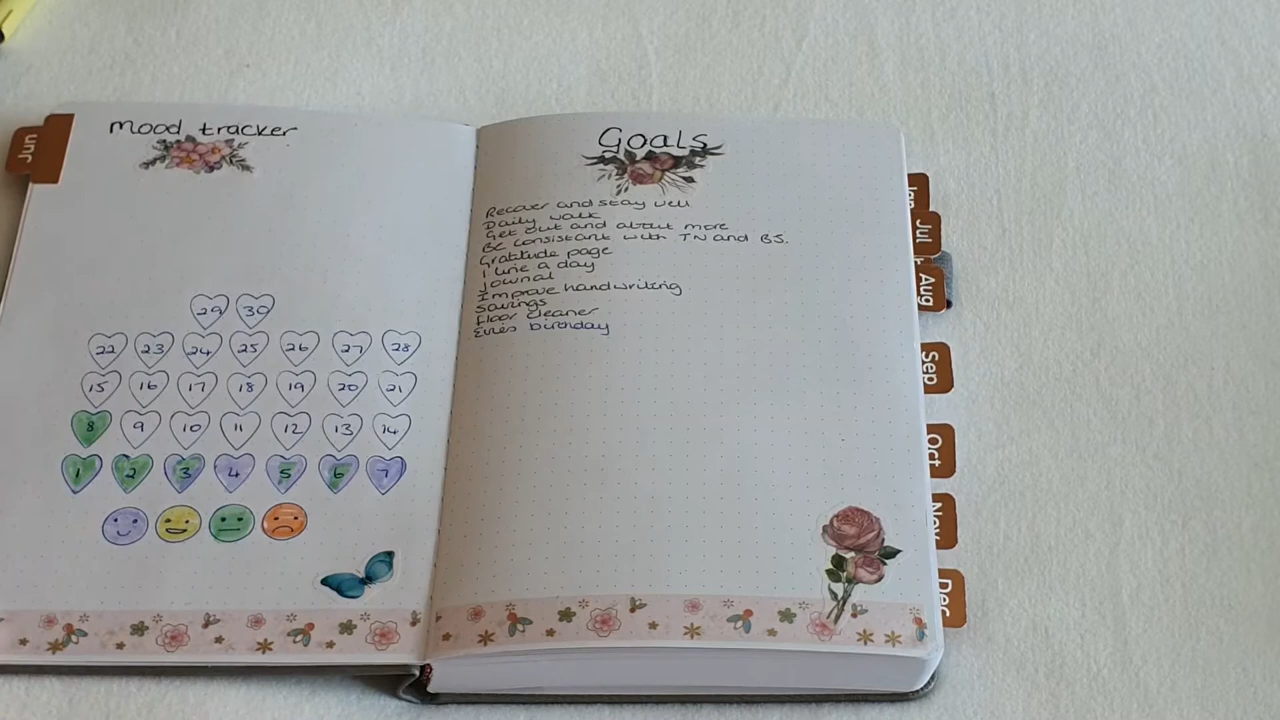 Jun
mood tracker
29 30
22 23 24 25 26 27 28
15 16 17 18 19 20 21
8 9 10 11 12 13 14
1 2 3 4 5 6 7
Goals
Recover and stay well
Daily walk
Get out and about more
Be consistant with TN and BS.
Gratitude page
1 line a day
Journal
Improve handwriting
Savings
Floor cleaner
birthday
Jan
Jul
Aug
Sep
Oct
Nov
Dec